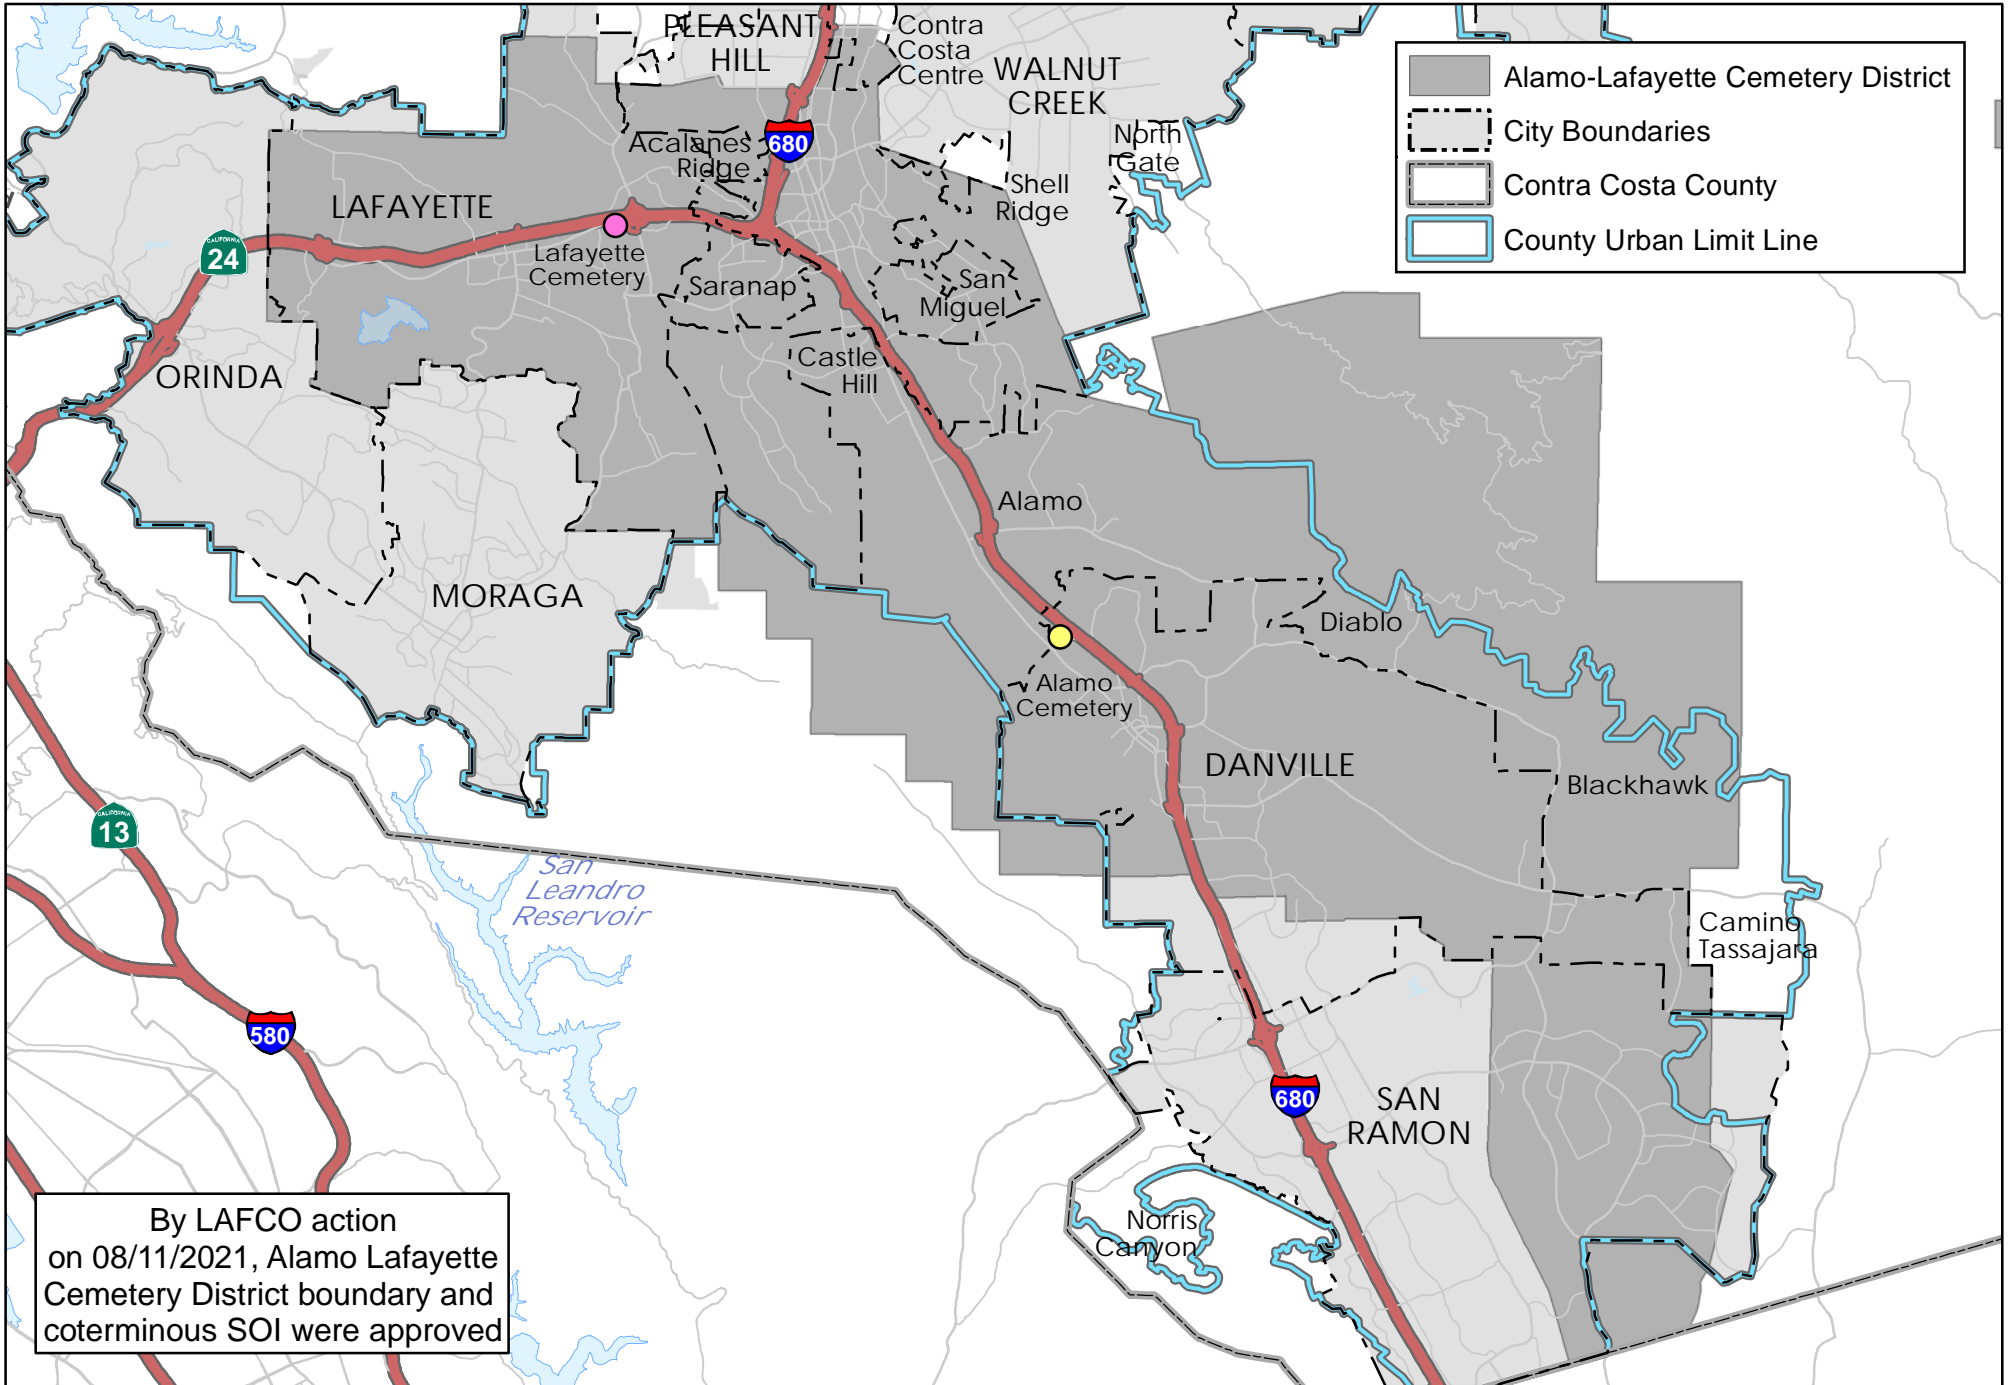 PLEASANT
HILL
Contra
Costa
Centre
WALNUT
CREEK
Alamo-Lafayette Cemetery District
City Boundaries
Contra Costa County
County Urban Limit Line
North
Gate
Acalanes
Ridge
680
Shell
Ridge
LAFAYETTE
CALIFORNIA
24
Lafayette
Cemetery
Saranap
San
Miguel
Castle
Hill
ORINDA
Alamo
MORAGA
Diablo
Alamo
Cemetery
DANVILLE
Blackhawk
CALIFORNIA
13
San
Leandro
Reservoir
Camino
Tassajara
580
680
SAN
RAMON
Norris
Canyon
By LAFCO action
on 08/11/2021, Alamo Lafayette
Cemetery District boundary and
coterminous SOI were approved